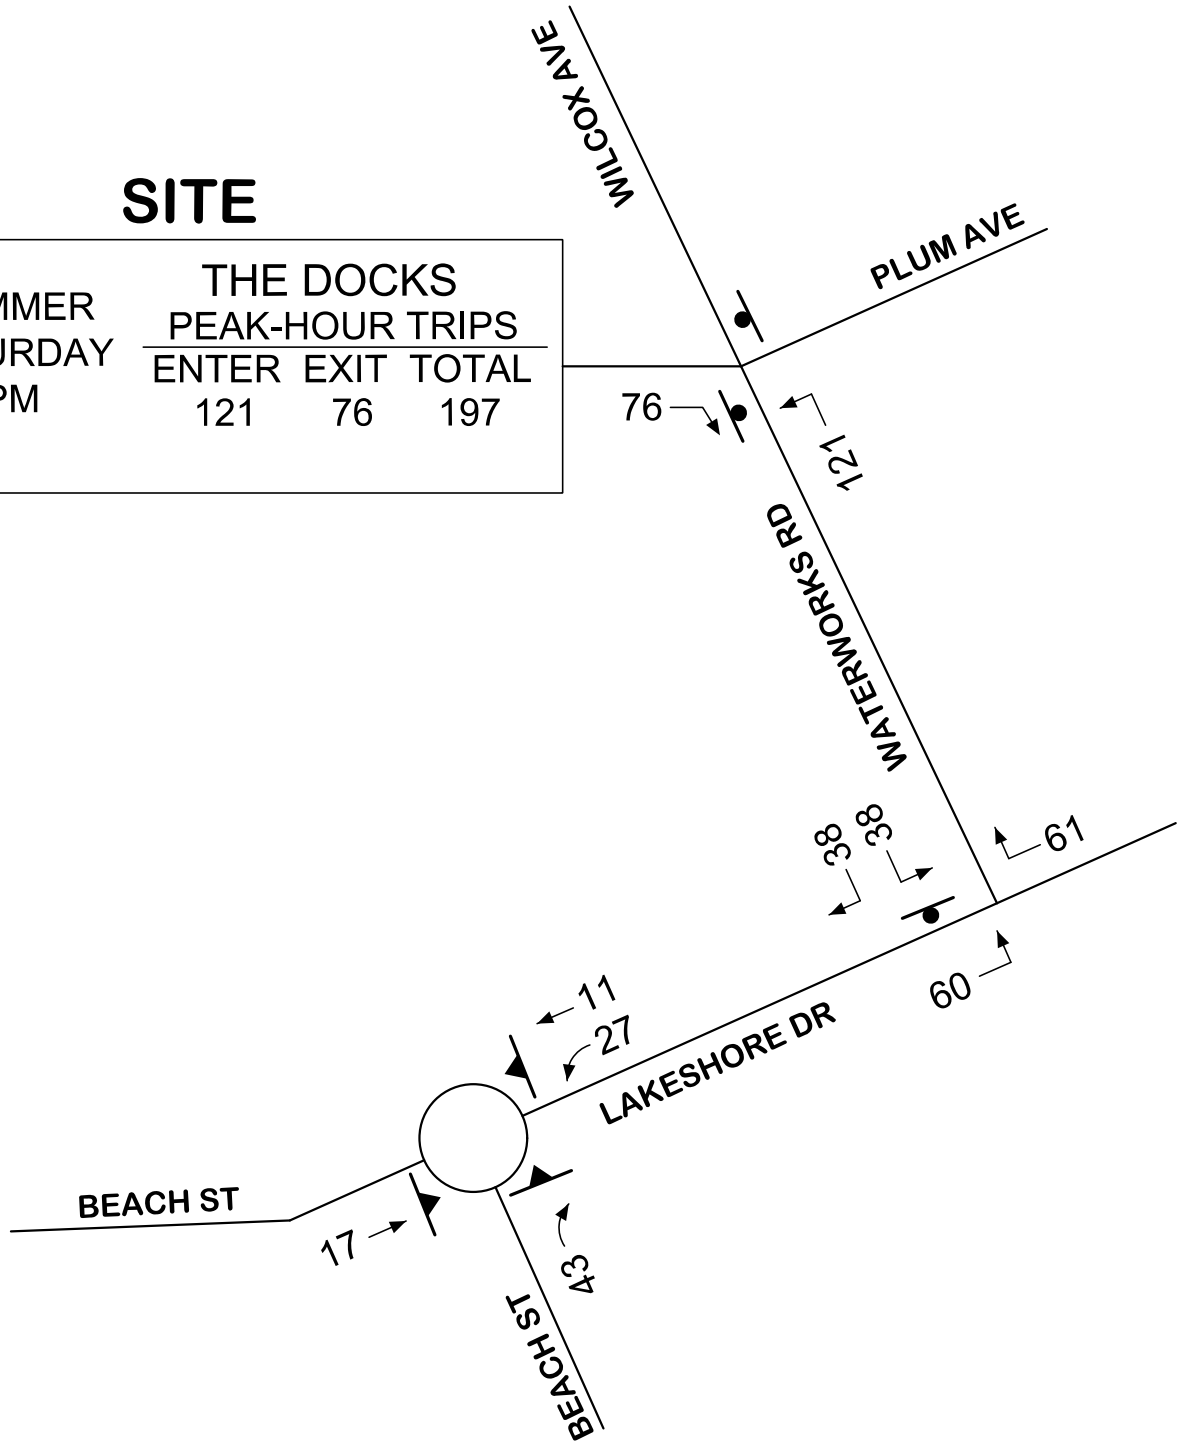 WILCOX AVE
SITE
PLUM AVE
THE DOCKS
PEAK-HOUR TRIPS
ENTER EXIT TOTAL
121 76 197
PM
76
121
WATERWORKS RD
38
38
61
60
11
27
LAKESHORE DR
BEACH ST
17
43
BEACH ST